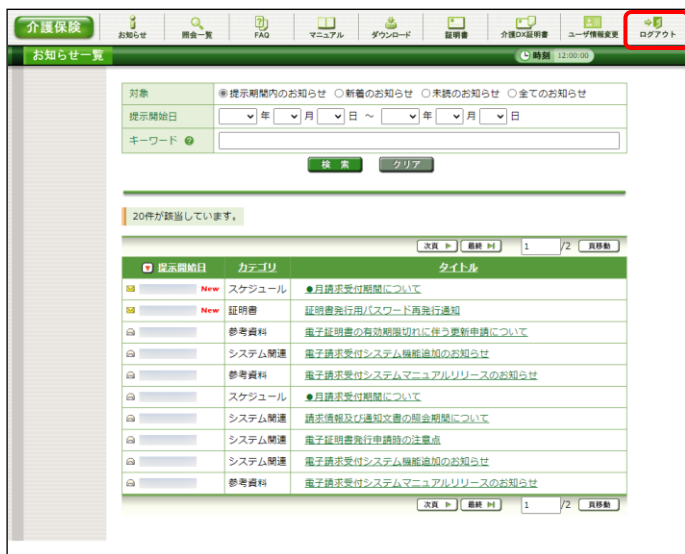 介護保険
お知らせ 照会一覧 FAQ マニュアル ダウンロード 証明書 介護DX証明書 ユーザ情報変更 ログアウト
お知らせ一覧 時刻 12:00:00
対象 提示期間内のお知らせ 新着のお知らせ 未読のお知らせ 全てのお知らせ
提示開始日 年 月 日 ～ 年 月 日
キーワード ?
検 索 クリア
20件が該当しています。
次頁 最終 1 /2 頁移動
提示開始日 カテゴリ タイトル
New スケジュール ●月請求受付期間について
New 証明書 証明書発行用パスワード再発行通知
参考資料 電子証明書の有効期限切れに伴う更新申請について
システム関連 電子請求受付システム機能追加のお知らせ
参考資料 電子請求受付システムマニュアルリリースのお知らせ
スケジュール ●月請求受付期間について
システム関連 請求情報及び通知文書の照会期間について
システム関連 電子証明書発行申請時の注意点
システム関連 電子請求受付システム機能追加のお知らせ
参考資料 電子請求受付システムマニュアルリリースのお知らせ
次頁 最終 1 /2 頁移動